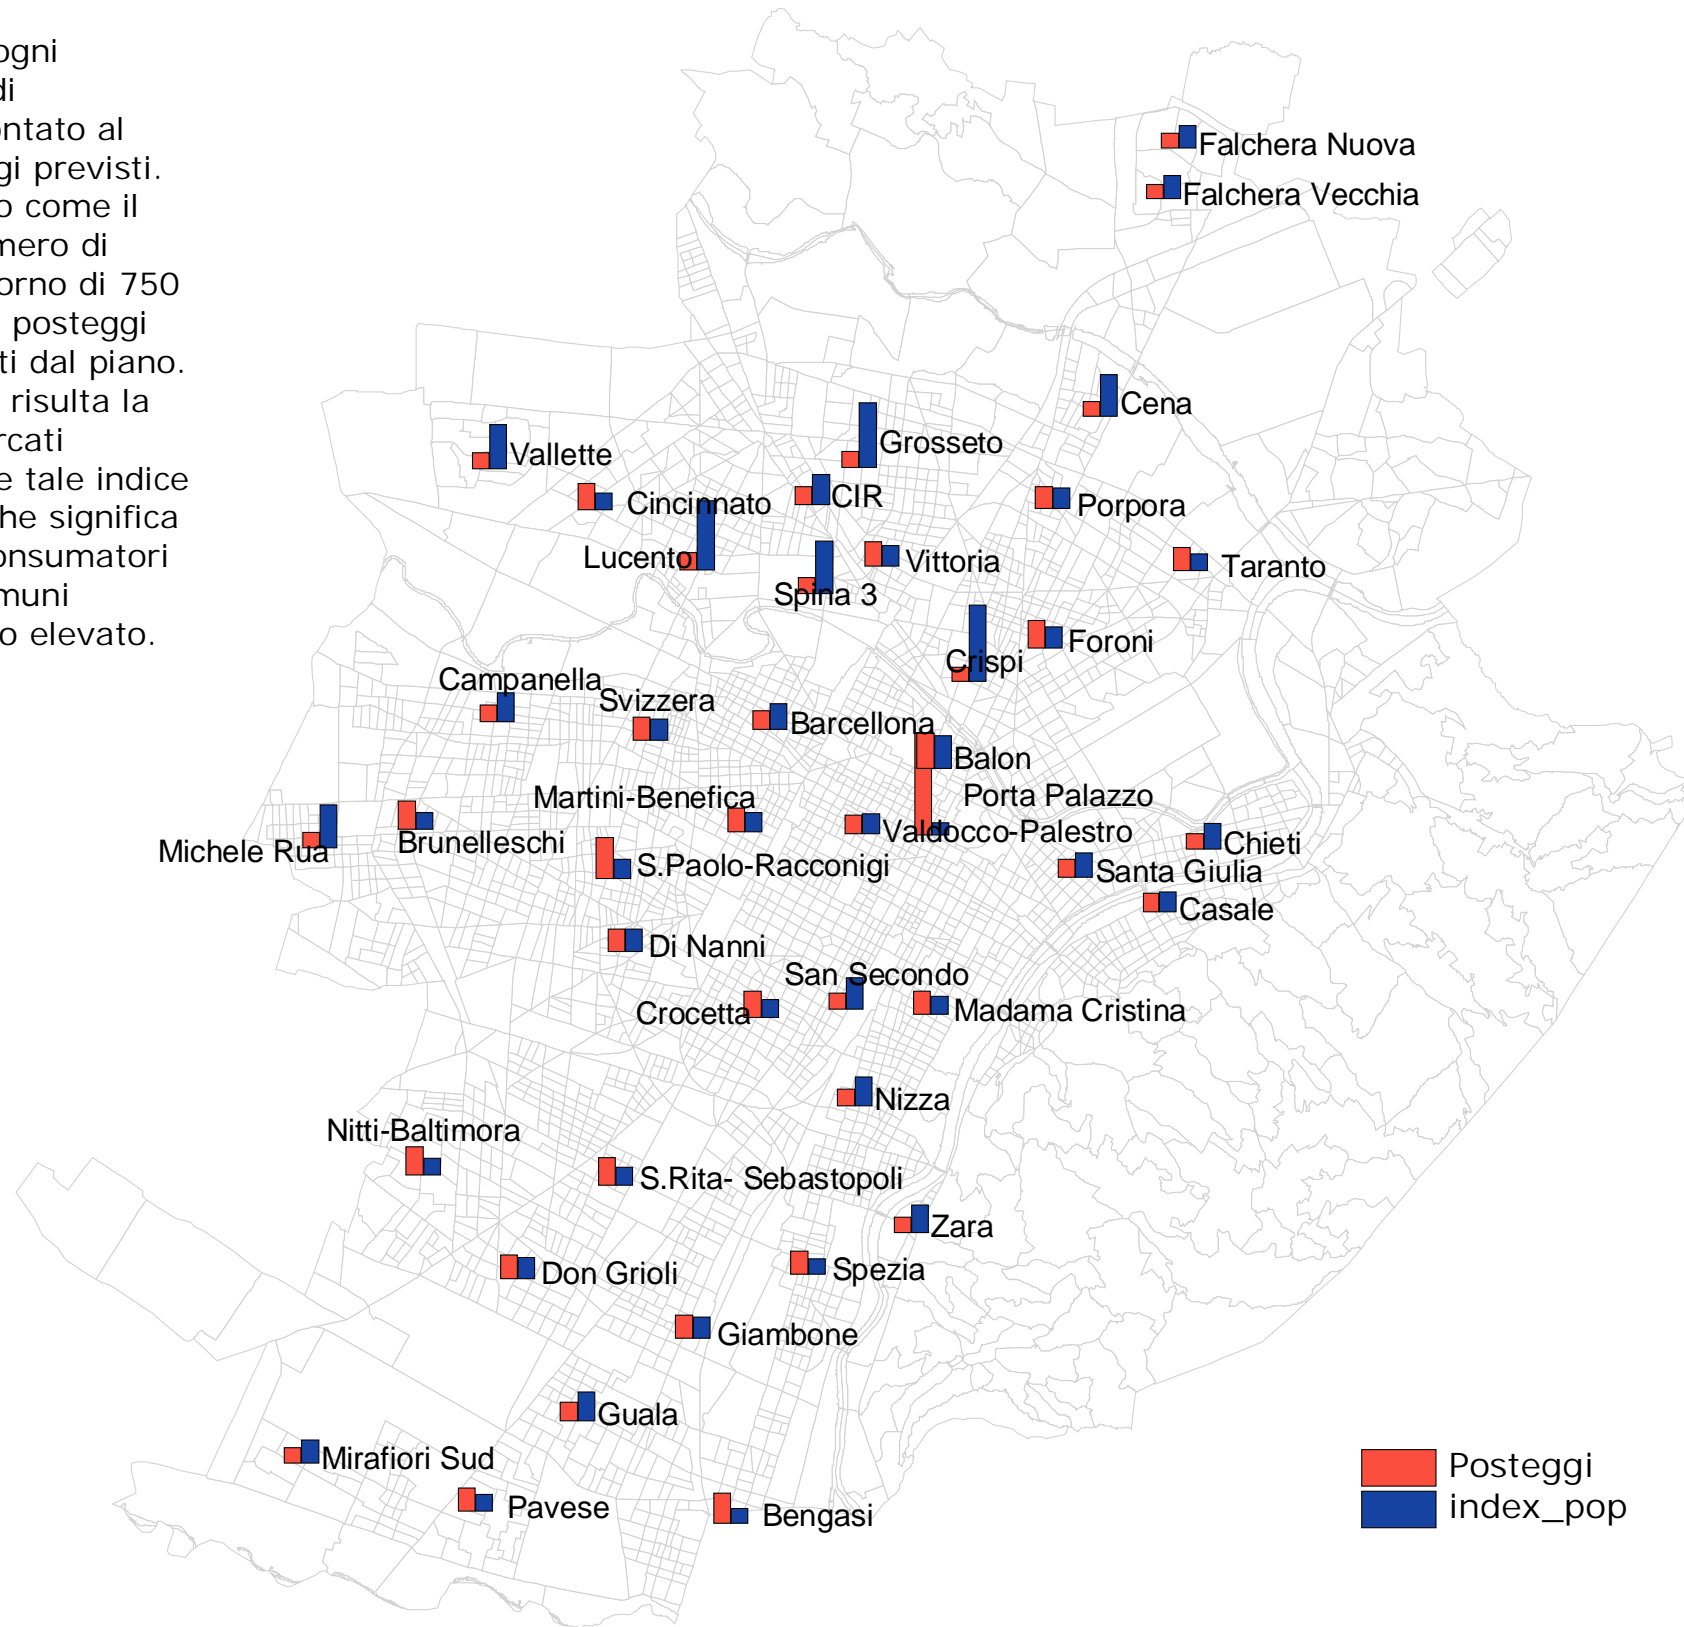 ogni
di
ontato al
gi previsti.
o come il
mero di
orno di 750
posteggi
ti dal piano.
risulta la
rcati
e tale indice
he significa
onsumatori
muni
o elevato.
Falchera Nuova
Falchera Vecchia
Cena
Grosseto
Vallette
Cincinnato
CIR
Porpora
Lucento
Vittoria
Taranto
Spina 3
Foroni
Crispi
Campanella
Svizzera
Barcellona
Balon
Martini-Benefica
Porta Palazzo
Valdocco-Palestro
Michele Rua
Brunelleschi
Chieti
S.Paolo-Racconigi
Santa Giulia
Casale
Di Nanni
San Secondo
Crocetta
Madama Cristina
Nizza
Nitti-Baltimora
S.Rita- Sebastopoli
Zara
Don Grioli
Spezia
Giambone
Guala
Mirafiori Sud
Pavese
Bengasi
Posteggi
index_pop